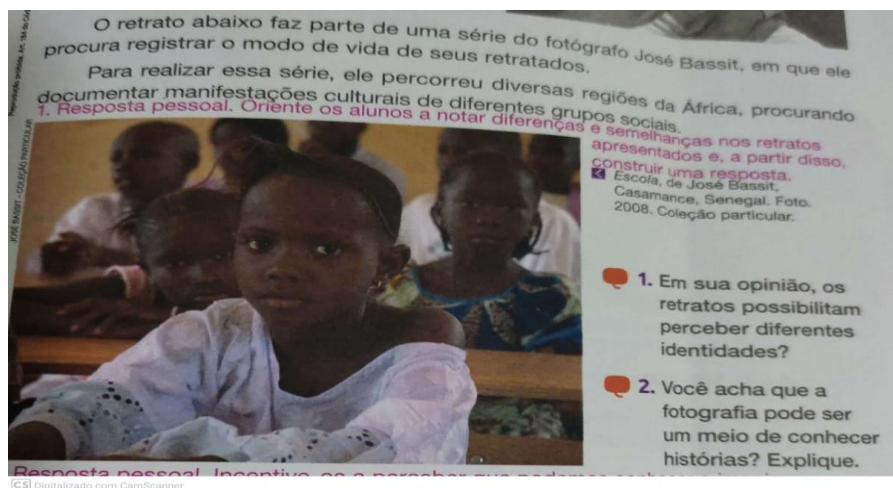 O retrato abaixo faz parte de uma série do fotógrafo José Bassit, em que ele
procura registrar o modo de vida de seus retratados.
Para realizar essa série, ele percorreu diversas regiões da África, procurando
documentar manifestações culturais de diferentes grupos sociais.
1. Resposta pessoal. Oriente os alunos a notar diferenças e semelhanças nos retratos
apresentados e, a partir disso,
construir uma resposta.
Escola, de José Bassit,
Casamance, Senegal. Foto.
2008. Coleção particular.
JOSÉ BASSIT - COLEÇÃO PARTICULAR
1. Em sua opinião, os
retratos possibilitam
perceber diferentes
identidades?
2. Você acha que a
fotografia pode ser
um meio de conhecer
histórias? Explique.
Resposta pessoal. Incentive-os a perceber que podemos
CS Digitalizado com CamScanner